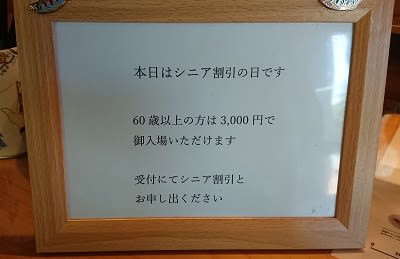 本日はシニア割引の日です
60歳以上の方は3,000円で
御入場いただけます
受付にてシニア割引と
お申し出ください